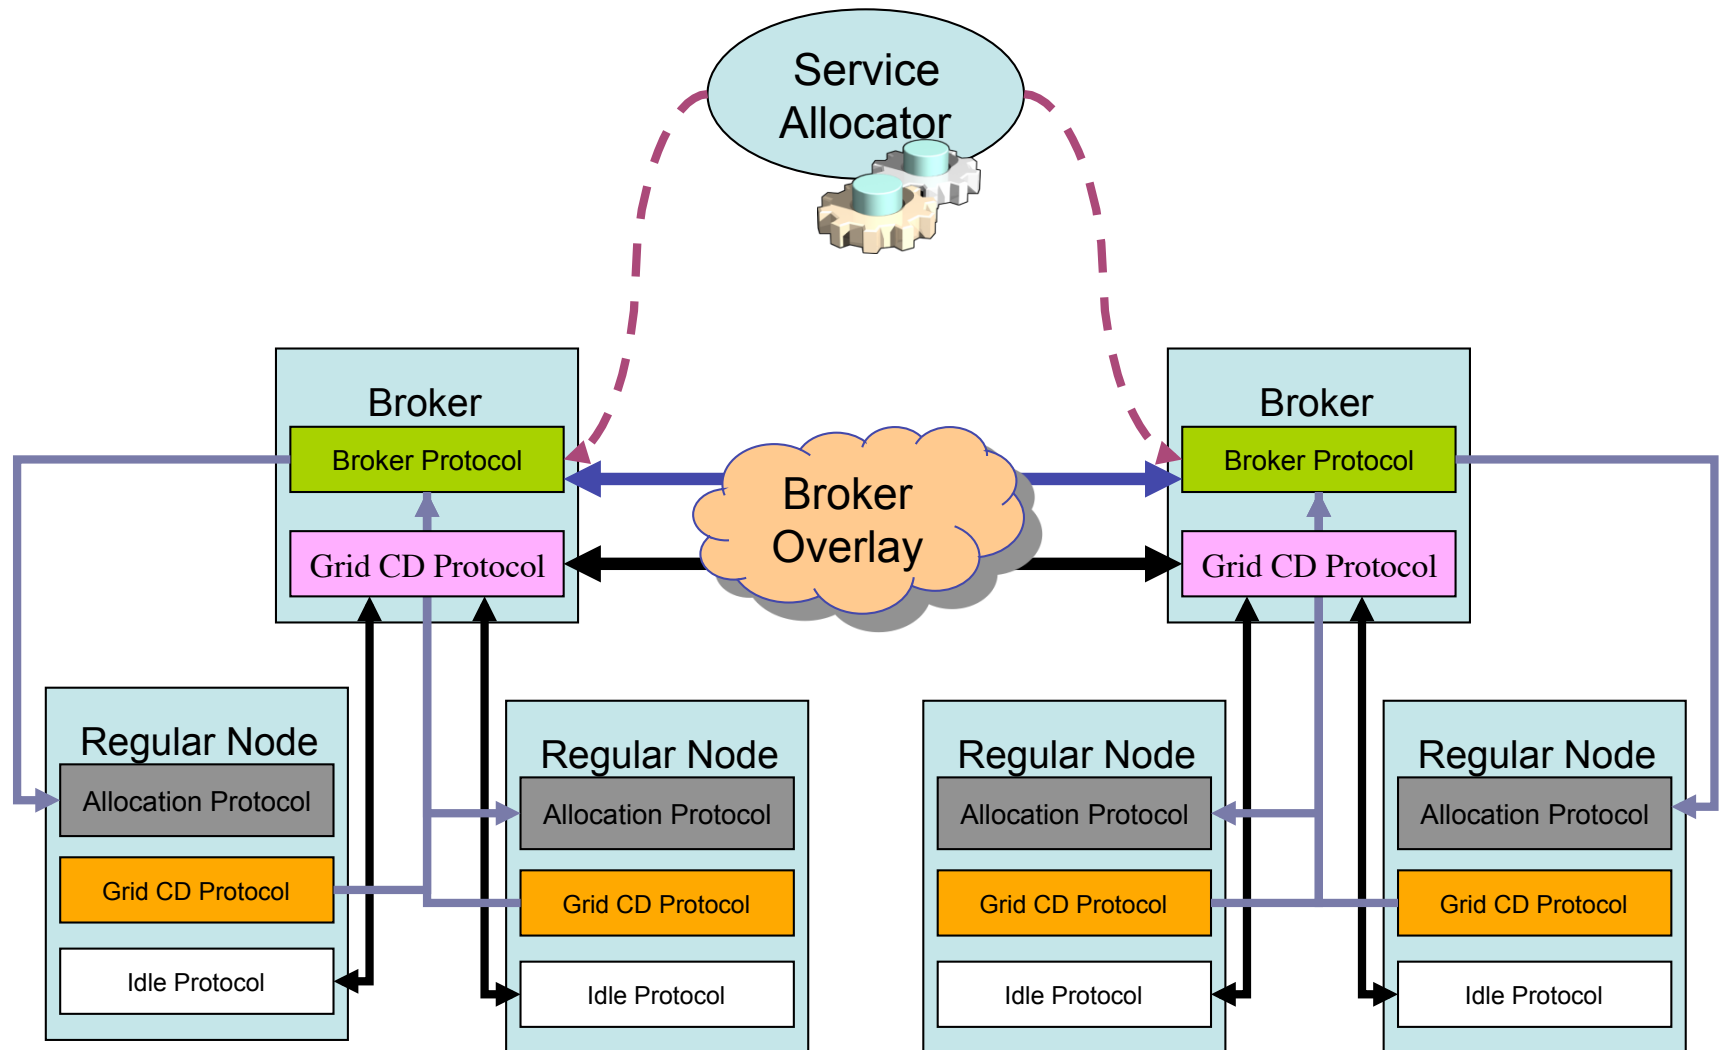 Service
Allocator
Broker
Broker Protocol
Grid CD Protocol
Broker
Overlay
Broker
Broker Protocol
Grid CD Protocol
Regular Node
Allocation Protocol
Grid CD Protocol
Idle Protocol
Regular Node
Allocation Protocol
Grid CD Protocol
Idle Protocol
Regular Node
Allocation Protocol
Grid CD Protocol
Idle Protocol
Regular Node
Allocation Protocol
Grid CD Protocol
Idle Protocol